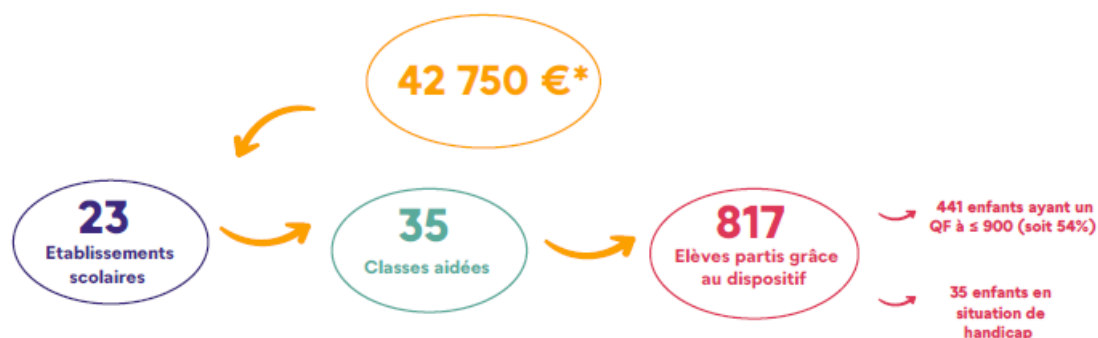 42 750 €*
23
Etablissements
scolaires
35
Classes aidées
817
Elèves partis grâce
au dispositif
441 enfants ayant un
QF à ≤ 900 (soit 54%)
35 enfants en
situation de
handicap